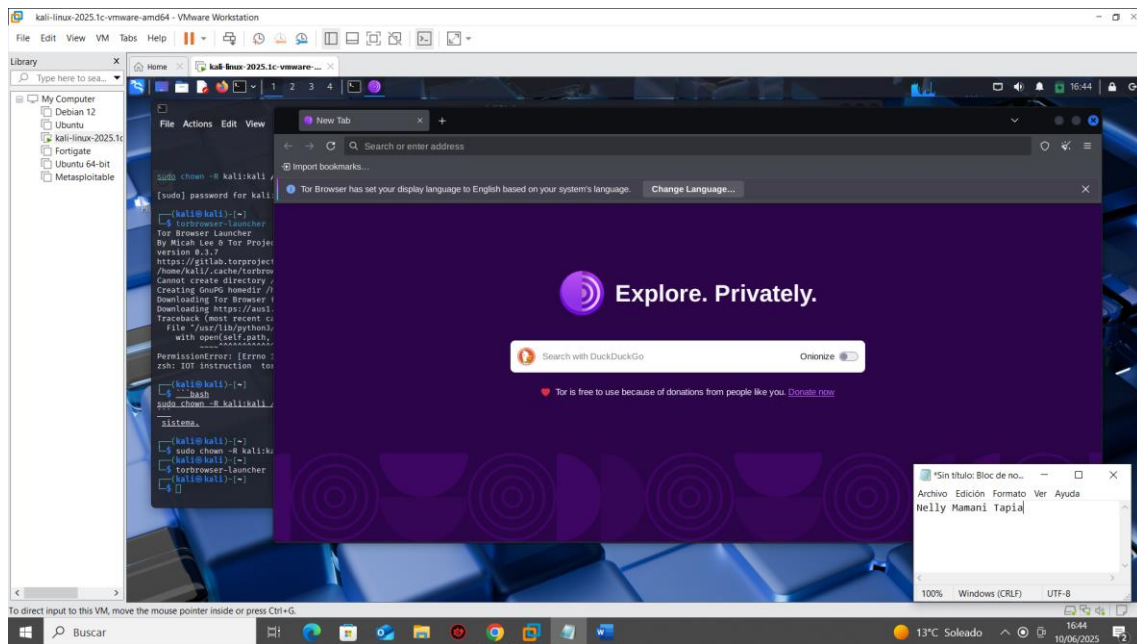 kali-linux-2025.1c-vmware-amd64 - VMware Workstation
File Edit View VM Tabs Help
Library X
Type here to sea...
Home
kali-linux-2025.1c-vmware-...
My Computer
Debian 12
Ubuntu
kali-linux-2025.1c
Fortigate
Ubuntu 64-bit
Metasploitable
1 2 3 4
16:44
File Actions Edit View
New Tab
Search or enter address
Import bookmarks...
Tor Browser has set your display language to English based on your system's language. Change Language...
sudo chown -R kali:kali
[sudo] password for kali:
(kali㉿kali)-[~]
$ torbrowser-launcher
Tor Browser Launcher
By Micah Lee & Tor Projec
version 0.3.7
https://gitlab.torproject
/home/kali/.cache/torbrow
Cannot create directory
Creating GnuPG homedir
Downloading Tor Browser
Downloading https://aus1.
Traceback (most recent ca
File "/usr/lib/python3
with open(self.path,
PermissionError: [Errno
zsh: IOT instruction
(kali㉿kali)-[~]
$ ```bash
sudo chown -R kali:kali
sistema.
(kali㉿kali)-[~]
$ sudo chown -R kali:ka
(kali㉿kali)-[~]
$ torbrowser-launcher
(kali㉿kali)-[~]
$
Explore. Privately.
Search with DuckDuckGo Onionize
Tor is free to use because of donations from people like you. Donate now
*Sin título: Bloc de no...
Archivo Edición Formato Ver Ayuda
Nelly Mamani Tapia
100% Windows (CRLF) UTF-8
To direct input to this VM, move the mouse pointer inside or press Ctrl+G.
Buscar
13°C Soleado
16:44
10/06/2025